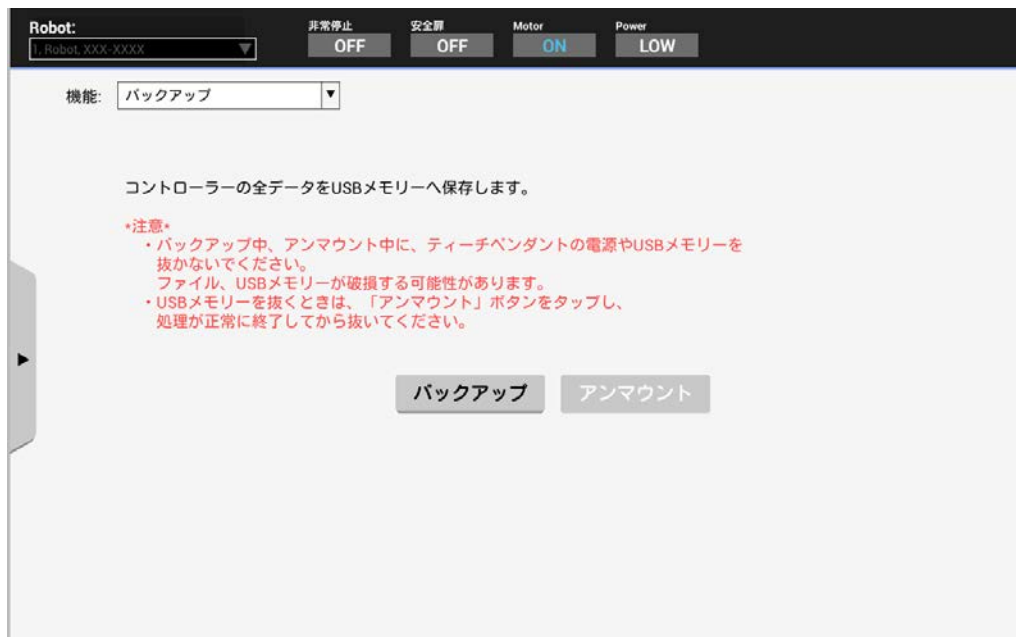 Robot:
1, Robot, XXX-XXXX
非常停止
OFF
安全扉
OFF
Motor
ON
Power
LOW
機能:
バックアップ
コントローラーの全データをUSBメモリーへ保存します。
*注意*
・バックアップ中、アンマウント中に、ティーチペンダントの電源やUSBメモリーを
抜かないでください。
ファイル、USBメモリーが破損する可能性があります。
・USBメモリーを抜くときは、「アンマウント」ボタンをタップし、
処理が正常に終了してから抜いてください。
バックアップ
アンマウント